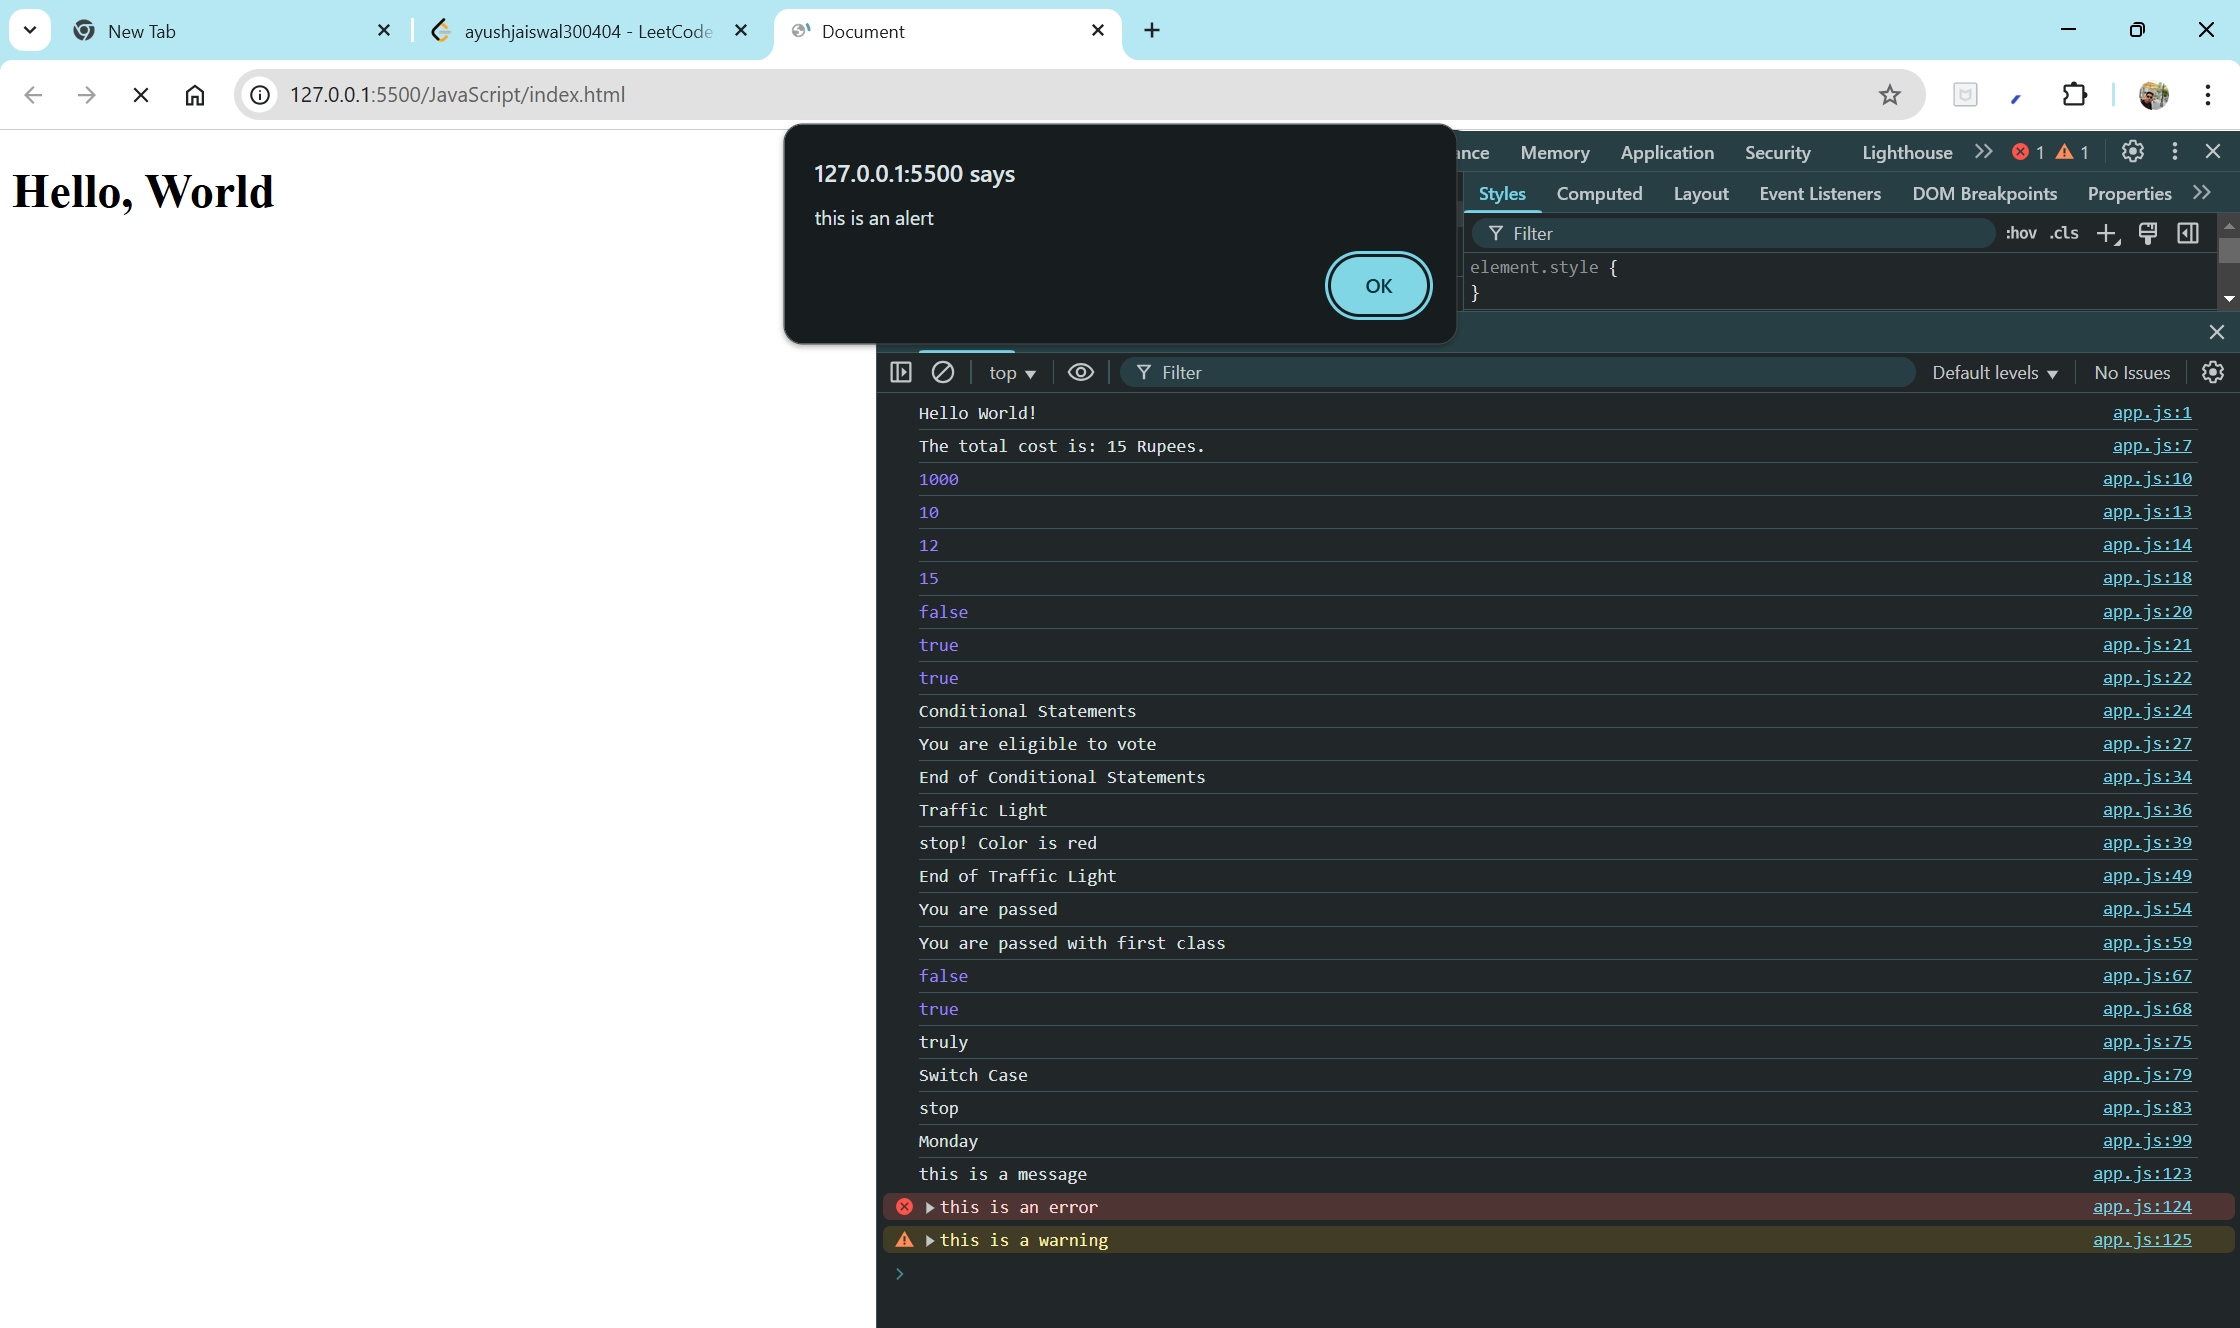 New Tab
ayushjaiswal300404 - LeetCode
Document
127.0.0.1:5500/JavaScript/index.html
Hello, World
127.0.0.1:5500 says
this is an alert
OK
Memory Application Security Lighthouse 1 1
Styles Computed Layout Event Listeners DOM Breakpoints Properties
Filter :hov .cls
element.style {
}
top Filter Default levels No Issues
Hello World! app.js:1
The total cost is: 15 Rupees. app.js:7
1000 app.js:10
10 app.js:13
12 app.js:14
15 app.js:18
false app.js:20
true app.js:21
true app.js:22
Conditional Statements app.js:24
You are eligible to vote app.js:27
End of Conditional Statements app.js:34
Traffic Light app.js:36
stop! Color is red app.js:39
End of Traffic Light app.js:49
You are passed app.js:54
You are passed with first class app.js:59
false app.js:67
true app.js:68
truly app.js:75
Switch Case app.js:79
stop app.js:83
Monday app.js:99
this is a message app.js:123
this is an error app.js:124
this is a warning app.js:125